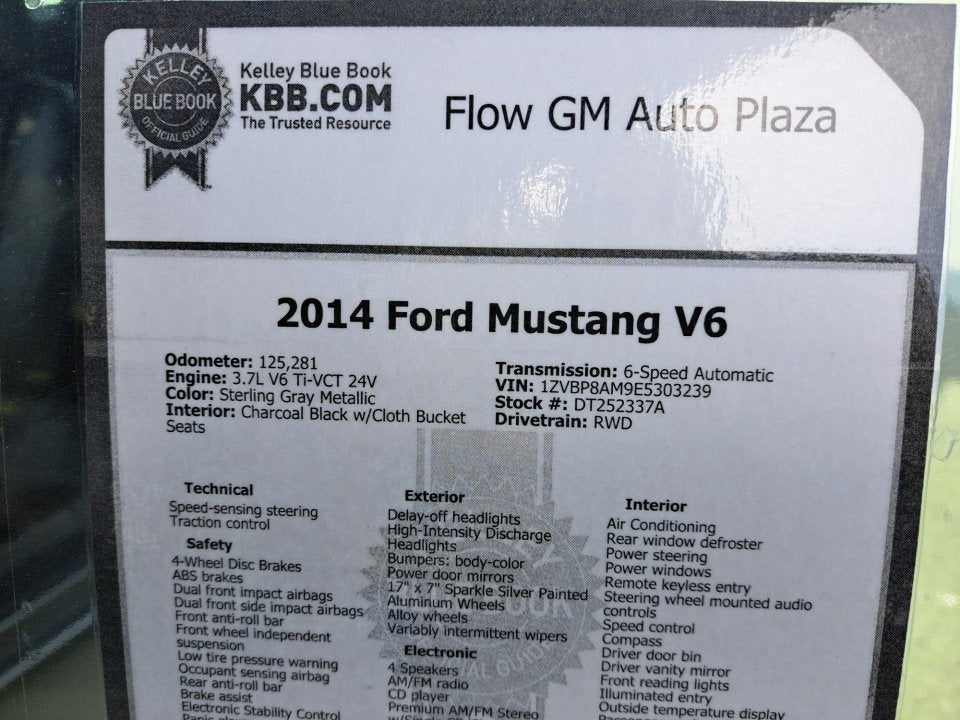 KELLEY
BLUE BOOK
OFFICIAL GUIDE
Kelley Blue Book
KBB.COM
The Trusted Resource
Flow GM Auto Plaza
2014 Ford Mustang V6
Odometer: 125,281
Engine: 3.7L V6 Ti-VCT 24V
Color: Sterling Gray Metallic
Interior: Charcoal Black w/Cloth Bucket
Seats
Transmission: 6-Speed Automatic
VIN: 1ZVBP8AM9E5303239
Stock #: DT252337A
Drivetrain: RWD
Technical
Speed-sensing steering
Traction control
Safety
4-Wheel Disc Brakes
ABS brakes
Dual front impact airbags
Dual front side impact airbags
Front anti-roll bar
Front wheel independent
suspension
Low tire pressure warning
Occupant sensing airbag
Rear anti-roll bar
Brake assist
Electronic Stability Control
Exterior
Delay-off headlights
High-Intensity Discharge
Headlights
Bumpers: body-color
Power door mirrors
17" x 7" Sparkle Silver Painted
Aluminum Wheels
Alloy wheels
Variably intermittent wipers
Electronic
4 Speakers
AM/FM radio
CD player
Premium AM/FM Stereo
Interior
Air Conditioning
Rear window defroster
Power steering
Power windows
Remote keyless entry
Steering wheel mounted audio
controls
Speed control
Compass
Driver door bin
Driver vanity mirror
Front reading lights
Illuminated entry
Outside temperature display